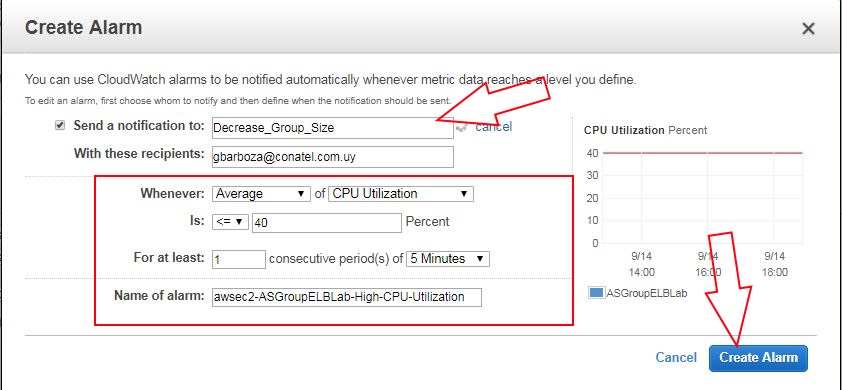 Create Alarm
You can use CloudWatch alarms to be notified automatically whenever metric data reaches a level you define.
To edit an alarm, first choose whom to notify and then define when the notification should be sent.
Send a notification to: Decrease_Group_Size cancel
With these recipients: gbarboza@conatel.com.uy
Whenever: Average of CPU Utilization
Is: <= 40 Percent
For at least: 1 consecutive period(s) of 5 Minutes
Name of alarm: awsec2-ASGroupELBLab-High-CPU-Utilization
CPU Utilization Percent
40
30
20
10
0
9/14 9/14 9/14
14:00 16:00 18:00
ASGroupELBLab
Cancel Create Alarm